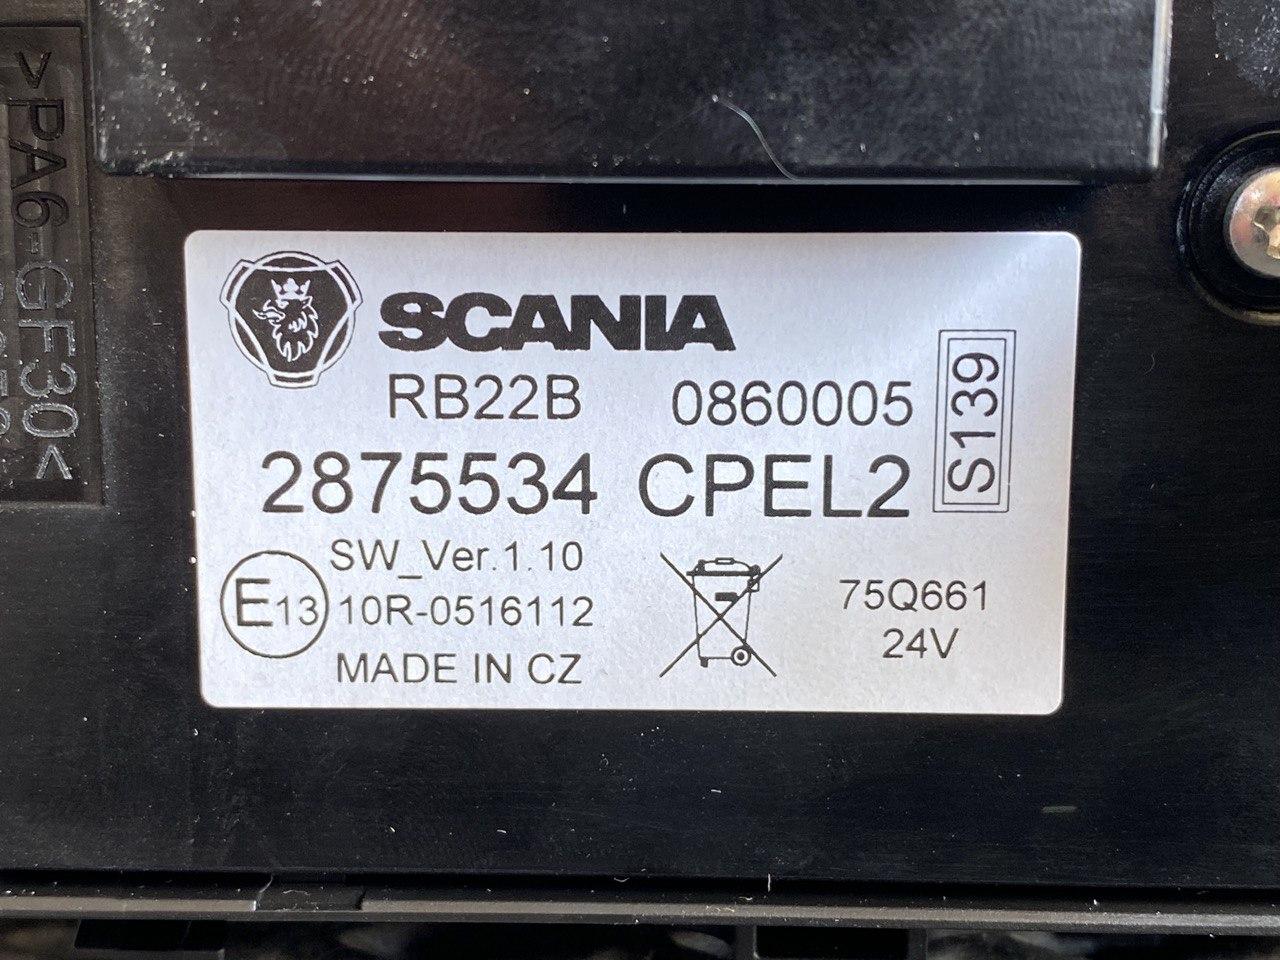 >PA6-GF30<
SCANIA
RB22B 0860005
S139
2875534 CPEL2
SW_Ver.1.10
E13 10R-0516112
MADE IN CZ
75Q661
24V